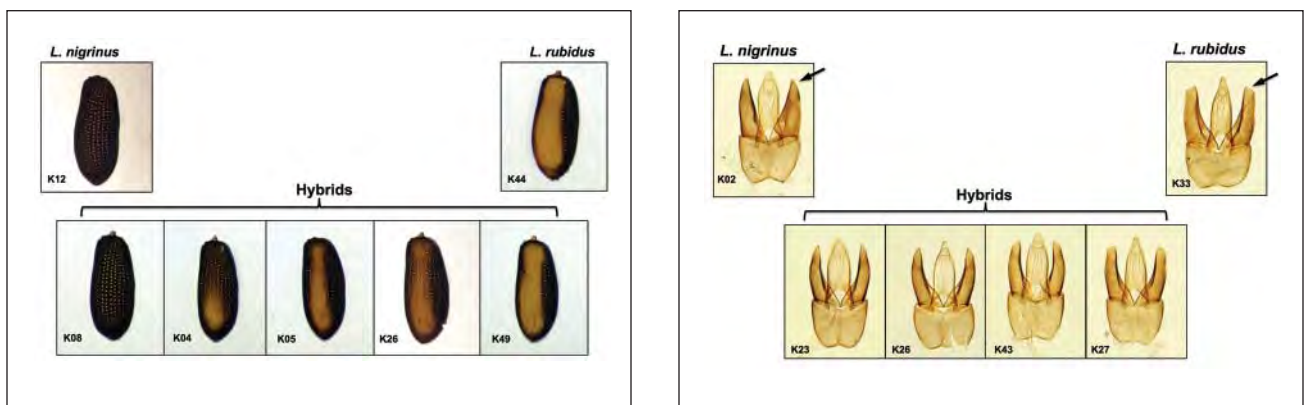 L. nigrinus
L. rubidus
K12
K44
Hybrids
K08
K04
K05
K26
K49
L. nigrinus
L. rubidus
K02
K33
Hybrids
K23
K26
K43
K27